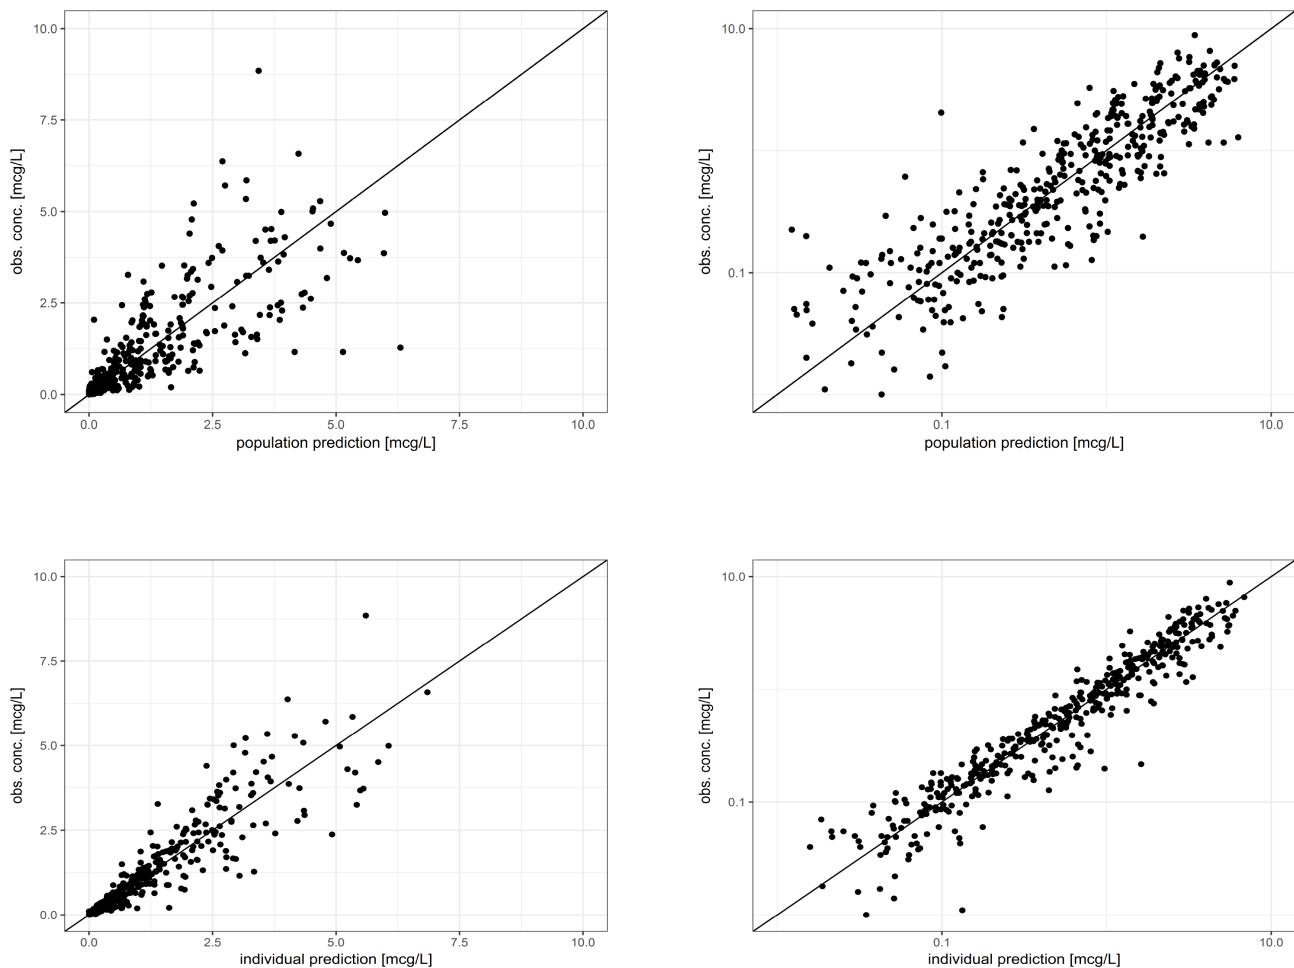 10.0
7.5
5.0
2.5
0.0
obs. conc. [mcg/L]
0.0 2.5 5.0 7.5 10.0
population prediction [mcg/L]
10.0
0.1
obs. conc. [mcg/L]
0.1 10.0
population prediction [mcg/L]
10.0
7.5
5.0
2.5
0.0
obs. conc. [mcg/L]
0.0 2.5 5.0 7.5 10.0
individual prediction [mcg/L]
10.0
0.1
obs. conc. [mcg/L]
0.1 10.0
individual prediction [mcg/L]